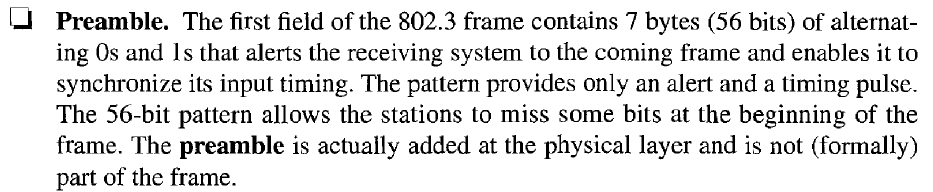 ❑ Preamble. The first field of the 802.3 frame contains 7 bytes (56 bits) of alternat-
ing 0s and 1s that alerts the receiving system to the coming frame and enables it to
synchronize its input timing. The pattern provides only an alert and a timing pulse.
The 56-bit pattern allows the stations to miss some bits at the beginning of the
frame. The preamble is actually added at the physical layer and is not (formally)
part of the frame.